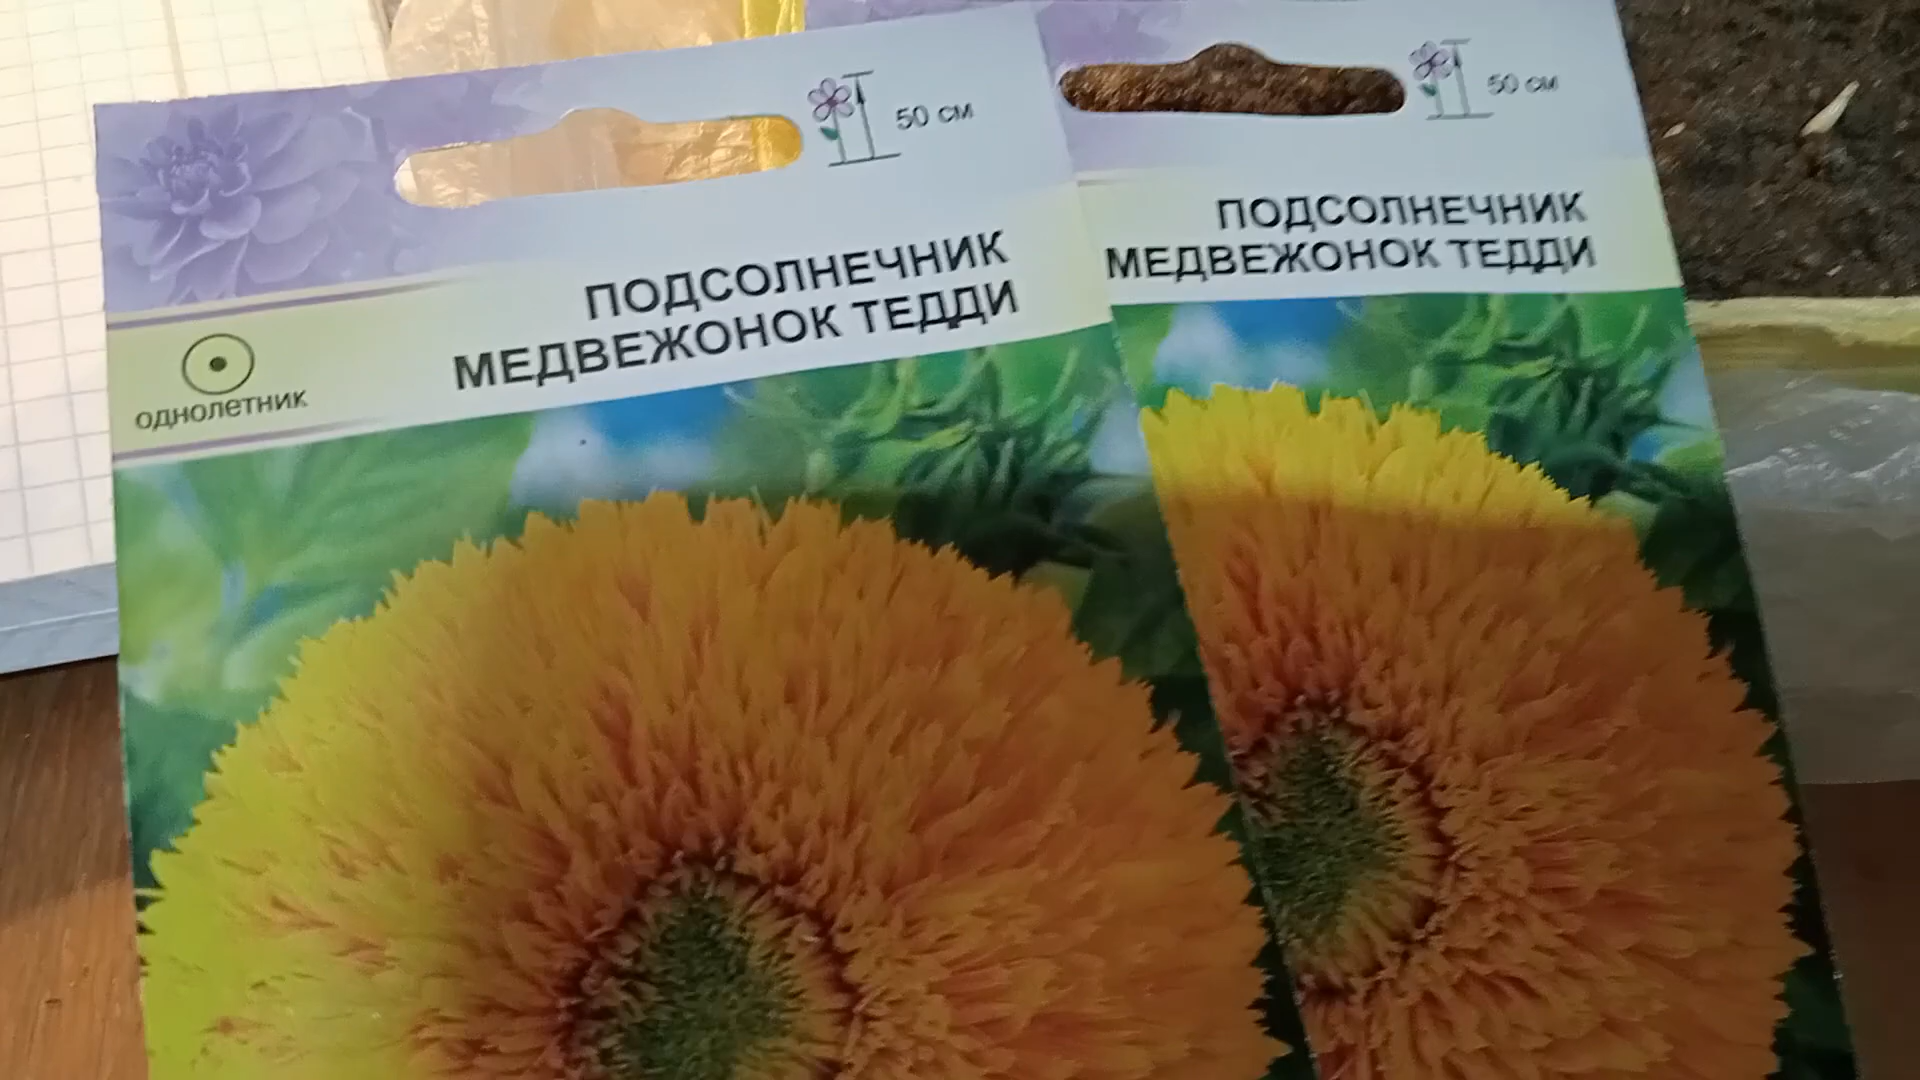 50 см
ПОДСОЛНЕЧНИК
МЕДВЕЖОНОК ТЕДДИ
однолетник
50 см
ПОДСОЛНЕЧНИК
МЕДВЕЖОНОК ТЕДДИ